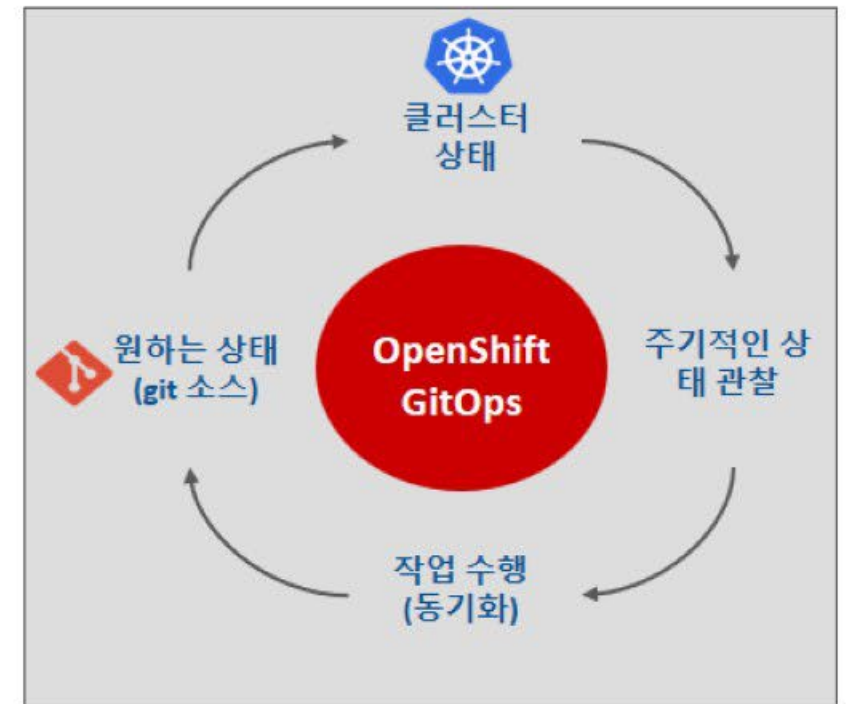 클러스터
상태
원하는 상태
(git 소스)
OpenShift
GitOps
주기적인 상
태 관찰
작업 수행
(동기화)